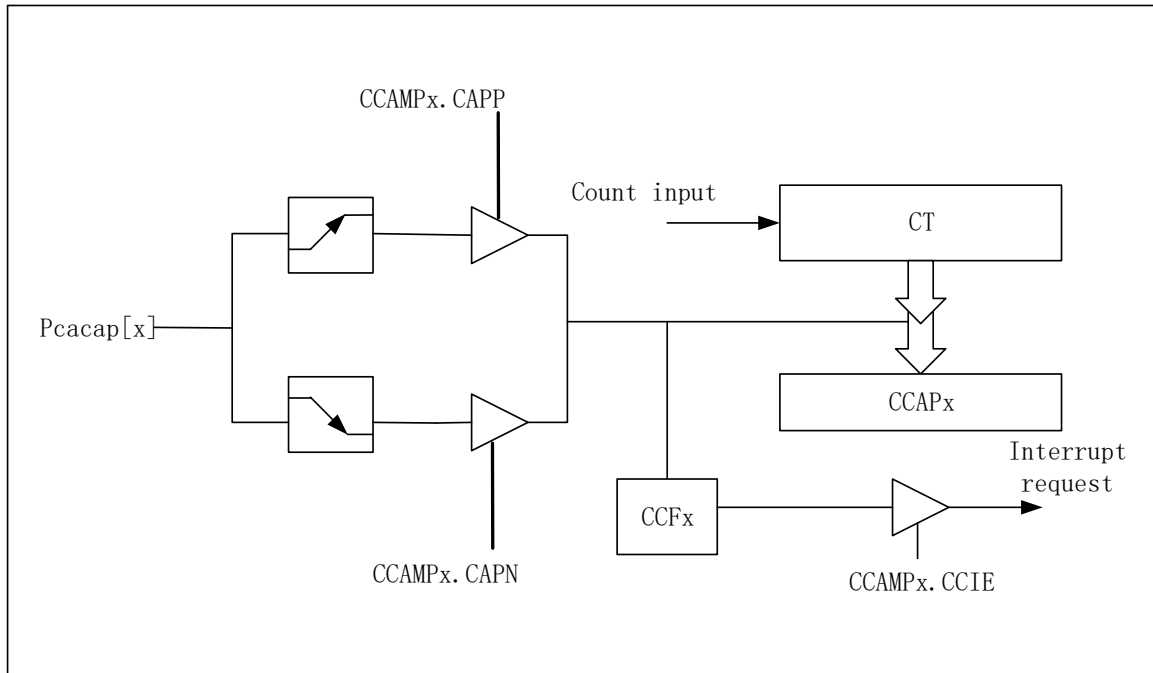 CCAMPx.CAPP
Count input
CT
Pcacap[x]
CCAPx
Interrupt
request
CCFx
CCAMPx.CAPN
CCAMPx.CCIE